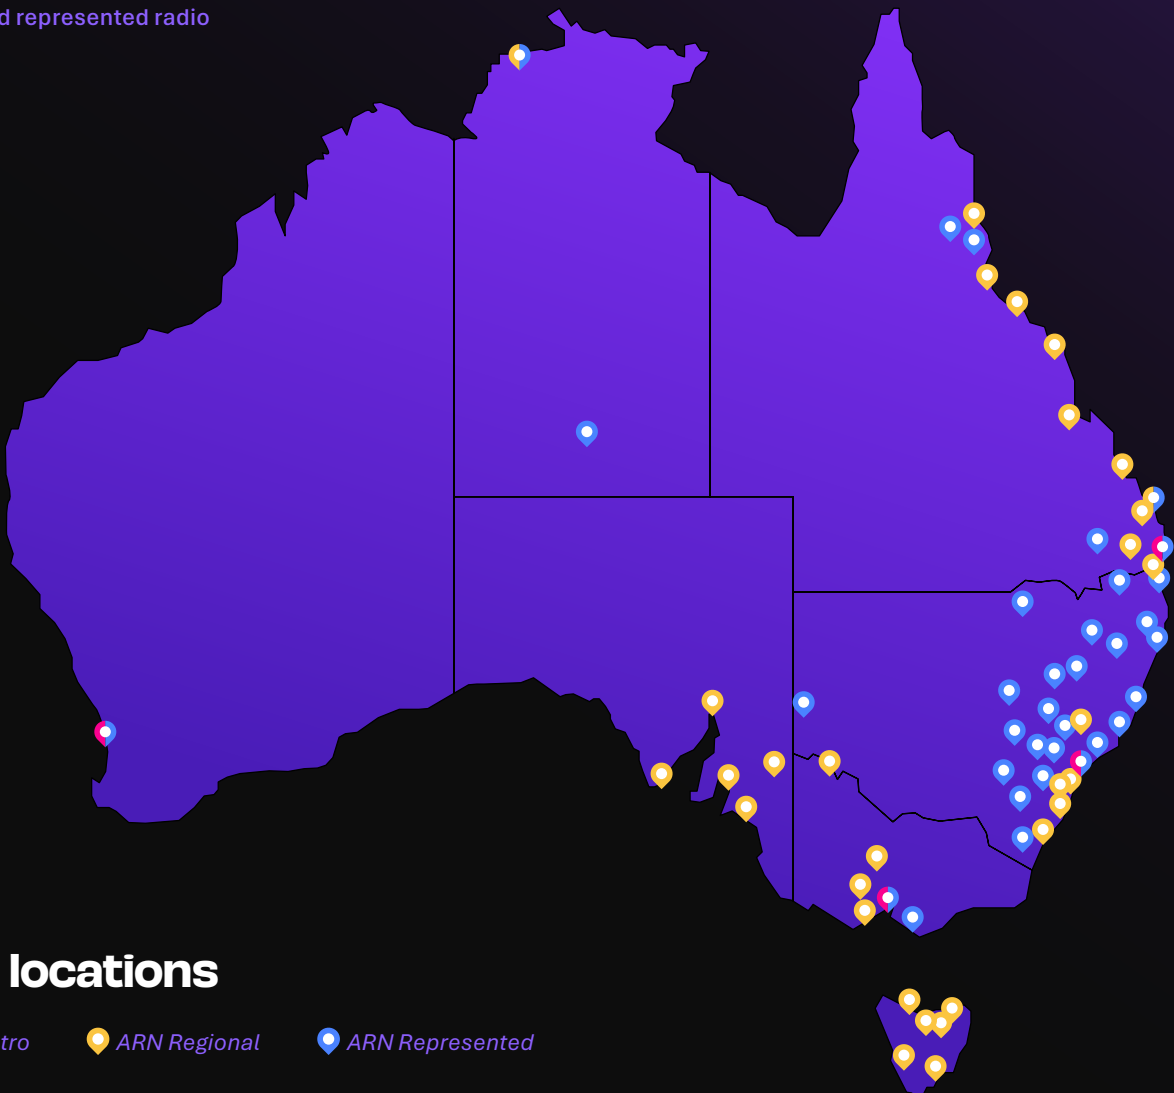 d represented radio
locations
tro
ARN Regional
ARN Represented